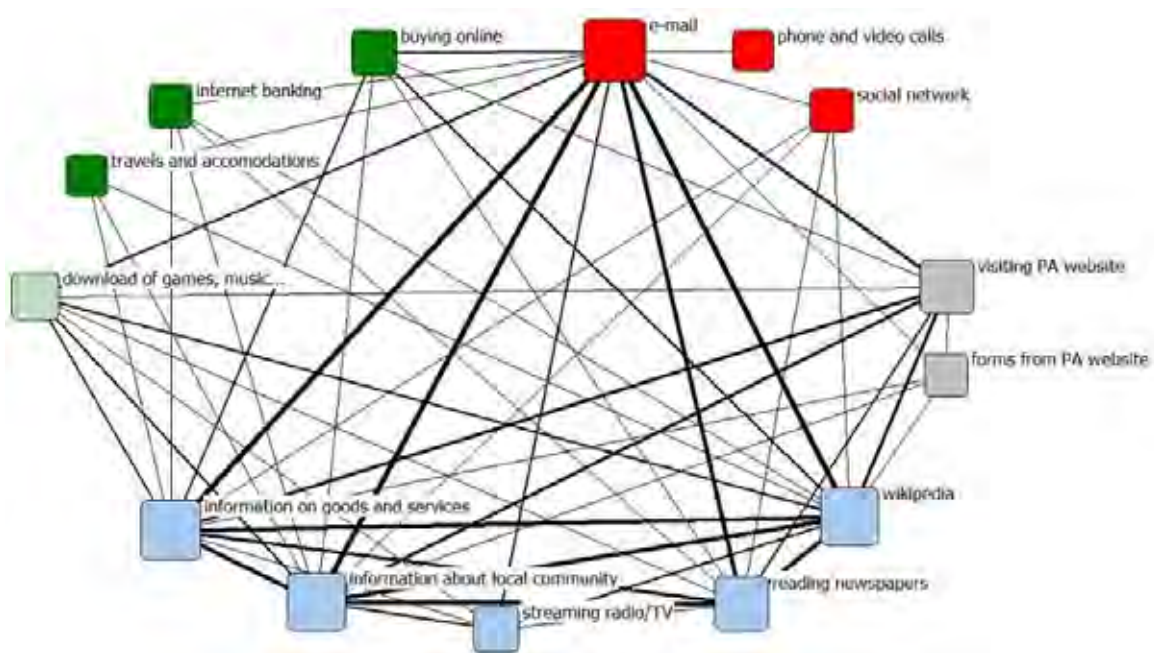 e-mail
buying online
phone and video calls
internet banking
social network
travels and accomodations
visiting PA website
download of games, music...
forms from PA website
wikipedia
information on goods and services
information about local community
reading newspapers
streaming radio/TV